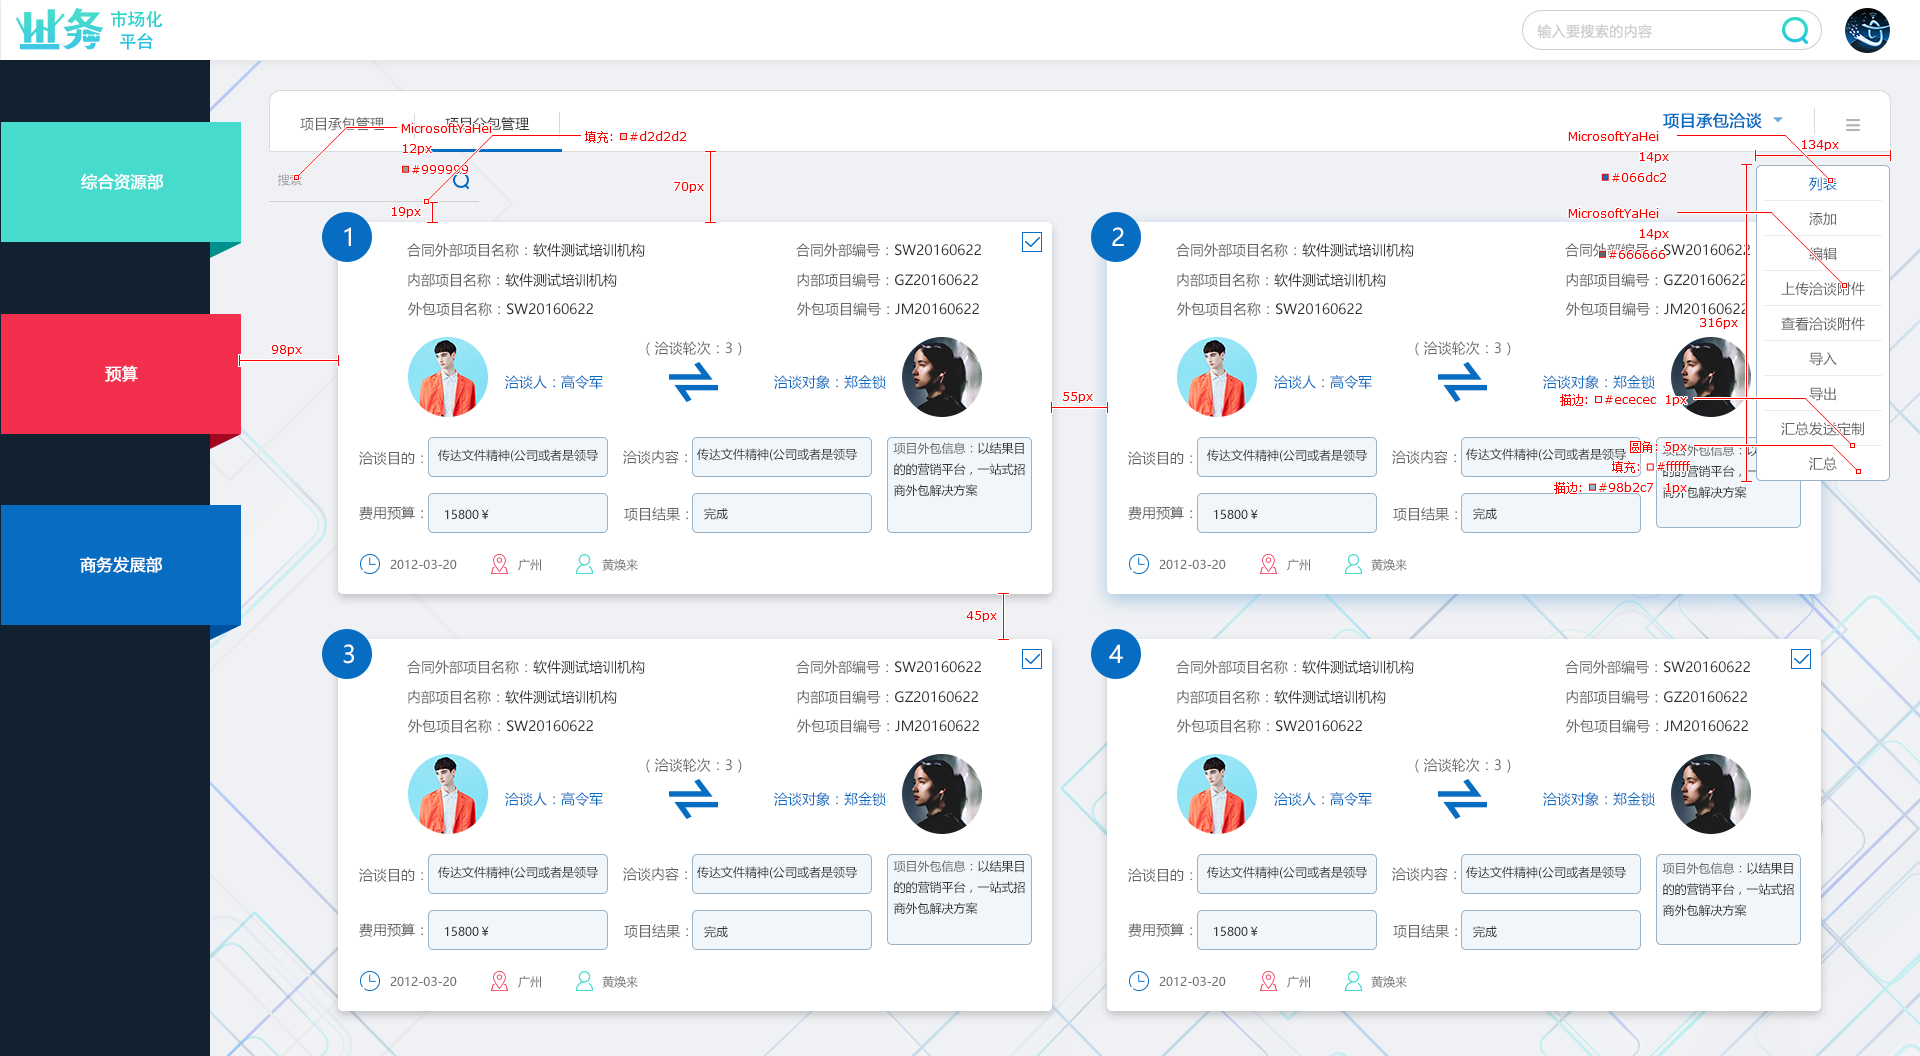 业务 市场化
平台
输入要搜索的内容
综合资源部
预算
商务发展部
项目承包管理
项目分包管理
项目承包洽谈
MicrosoftYaHei
12px
#999999
填充: #d2d2d2
搜索
19px
70px
98px
55px
45px
MicrosoftYaHei
14px
#066dc2
134px
MicrosoftYaHei
14px
#666666
316px
描边: #ececec 1px
圆角: 5px
填充: #ffffff
描边: #98b2c7 1px
列表
添加
编辑
上传洽谈附件
查看洽谈附件
导入
导出
汇总发送定制
汇总
1
合同外部项目名称：软件测试培训机构
合同外部编号：SW20160622
内部项目名称：软件测试培训机构
内部项目编号：GZ20160622
外包项目名称：SW20160622
外包项目编号：JM20160622
（洽谈轮次：3）
洽谈人：高令军
洽谈对象：郑金锁
洽谈目的：
传达文件精神(公司或者是领导
洽谈内容：
传达文件精神(公司或者是领导
项目外包信息：以结果目
的的营销平台，一站式招
商外包解决方案
费用预算：
15800 ¥
项目结果：
完成
2012-03-20
广州
黄焕来
2
合同外部项目名称：软件测试培训机构
合同外部编号：SW20160622
内部项目名称：软件测试培训机构
内部项目编号：GZ20160622
外包项目名称：SW20160622
外包项目编号：JM20160622
（洽谈轮次：3）
洽谈人：高令军
洽谈对象：郑金锁
洽谈目的：
传达文件精神(公司或者是领导
洽谈内容：
传达文件精神(公司或者是领导
项目外包信息：以
的的营销平台，一
商外包解决方案
费用预算：
15800 ¥
项目结果：
完成
2012-03-20
广州
黄焕来
3
合同外部项目名称：软件测试培训机构
合同外部编号：SW20160622
内部项目名称：软件测试培训机构
内部项目编号：GZ20160622
外包项目名称：SW20160622
外包项目编号：JM20160622
（洽谈轮次：3）
洽谈人：高令军
洽谈对象：郑金锁
洽谈目的：
传达文件精神(公司或者是领导
洽谈内容：
传达文件精神(公司或者是领导
项目外包信息：以结果目
的的营销平台，一站式招
商外包解决方案
费用预算：
15800 ¥
项目结果：
完成
2012-03-20
广州
黄焕来
4
合同外部项目名称：软件测试培训机构
合同外部编号：SW20160622
内部项目名称：软件测试培训机构
内部项目编号：GZ20160622
外包项目名称：SW20160622
外包项目编号：JM20160622
（洽谈轮次：3）
洽谈人：高令军
洽谈对象：郑金锁
洽谈目的：
传达文件精神(公司或者是领导
洽谈内容：
传达文件精神(公司或者是领导
项目外包信息：以结果目
的的营销平台，一站式招
商外包解决方案
费用预算：
15800 ¥
项目结果：
完成
2012-03-20
广州
黄焕来